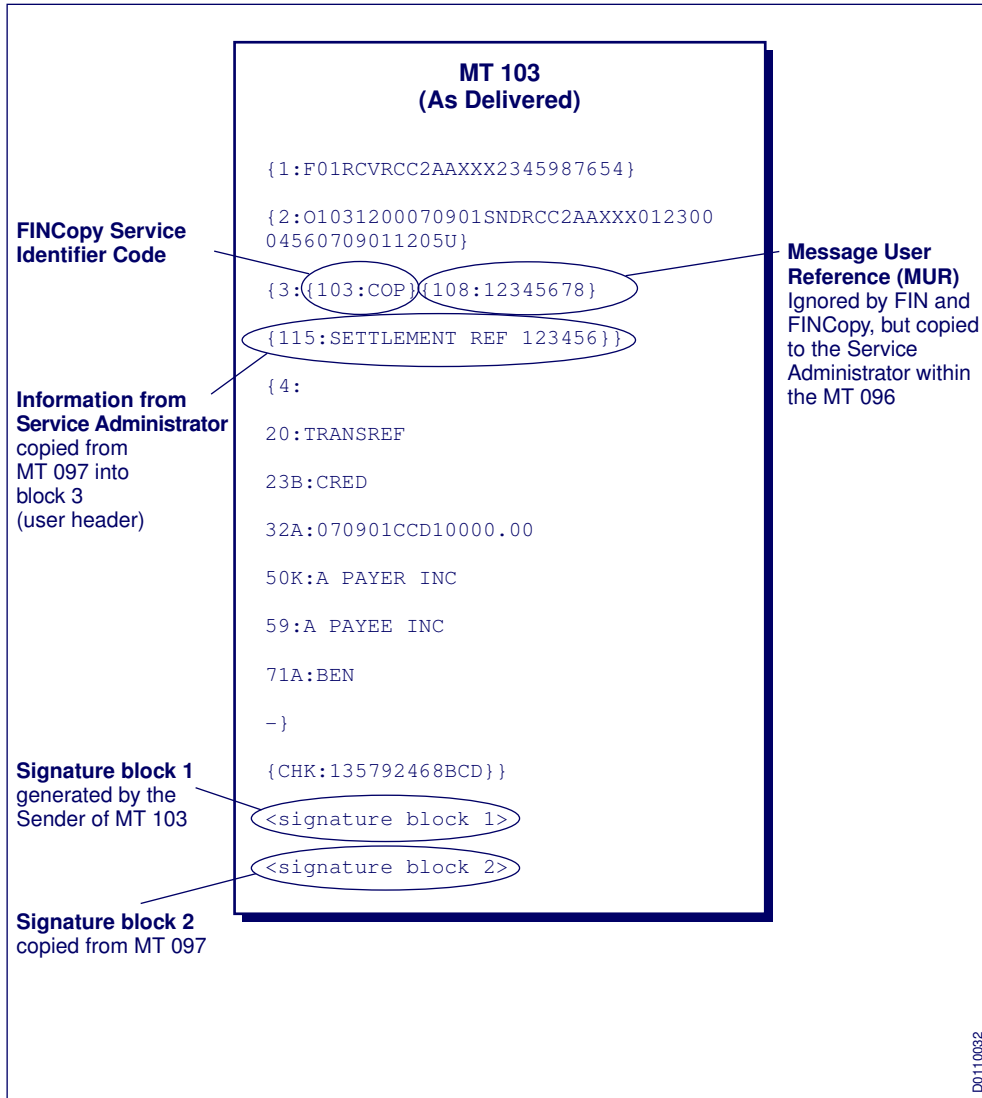 MT 103
(As Delivered)
{1:F01RCVRCC2AAXXX2345987654}
{2:O1031200070901SNDRCC2AAXXX012300
04560709011205U}
FINCopy Service
Identifier Code
{3:{103:COP}{108:12345678}
Message User
Reference (MUR)
Ignored by FIN and
FINCopy, but copied
to the Service
Administrator within
the MT 096
{115:SETTLEMENT REF 123456}}
Information from
Service Administrator
copied from
MT 097 into
block 3
(user header)
{4:
20:TRANSREF
23B:CRED
32A:070901CCD10000.00
50K:A PAYER INC
59:A PAYEE INC
71A:BEN
-}
{CHK:135792468BCD}}
Signature block 1
generated by the
Sender of MT 103
<signature block 1>
<signature block 2>
Signature block 2
copied from MT 097
D0110032